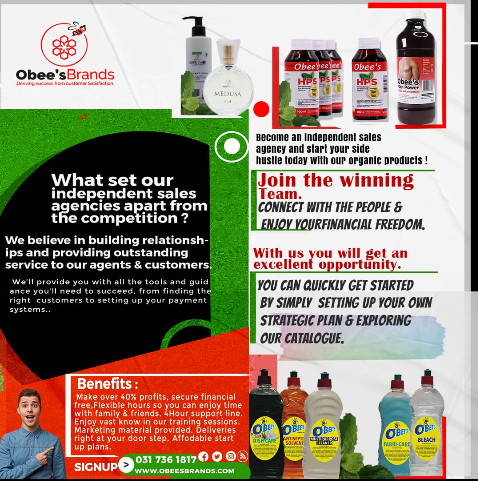 Obee'sBrands
Deriving success from customer Satisfaction.
MEDUSA
Obee's
HPS
Obee's
Become an independent sales
agency and start your side
hustle today with our organic products !
Join the winning
Team.
CONNECT WITH THE PEOPLE &
ENJOY YOURFINANCIAL FREEDOM.
With us you will get an
excellent opportunity.
YOU CAN QUICKLY GET STARTED
BY SIMPLY SETTING UP YOUR OWN
STRATEGIC PLAN & EXPLORING
OUR CATALOGUE.
What set our
independent sales
agencies apart from
the competition ?
We believe in building relationsh-
ips and providing outstanding
service to our agents & customers.
We'll provide you with all the tools and guid
ance you'll need to succeed, from finding the
right customers to setting up your payment
systems..
Benefits :
Make over 40% profits, secure financial
free,Flexible hours so you can enjoy time
with family & friends. 4Hour support line.
Enjoy vast know in our training sessions.
Marketing material provided. Deliveries
right at your door step. Affodable start
up plans.
SIGNUP > 031 736 1817
WWW.OBEESBRANDS.COM
OBEE'S
DISH CARE
OBEE'S
ANTISEPTIC
SOLVENT
OBEE'S
OBEE'S
FABRI-CARE
OBEE'S
BLEACH